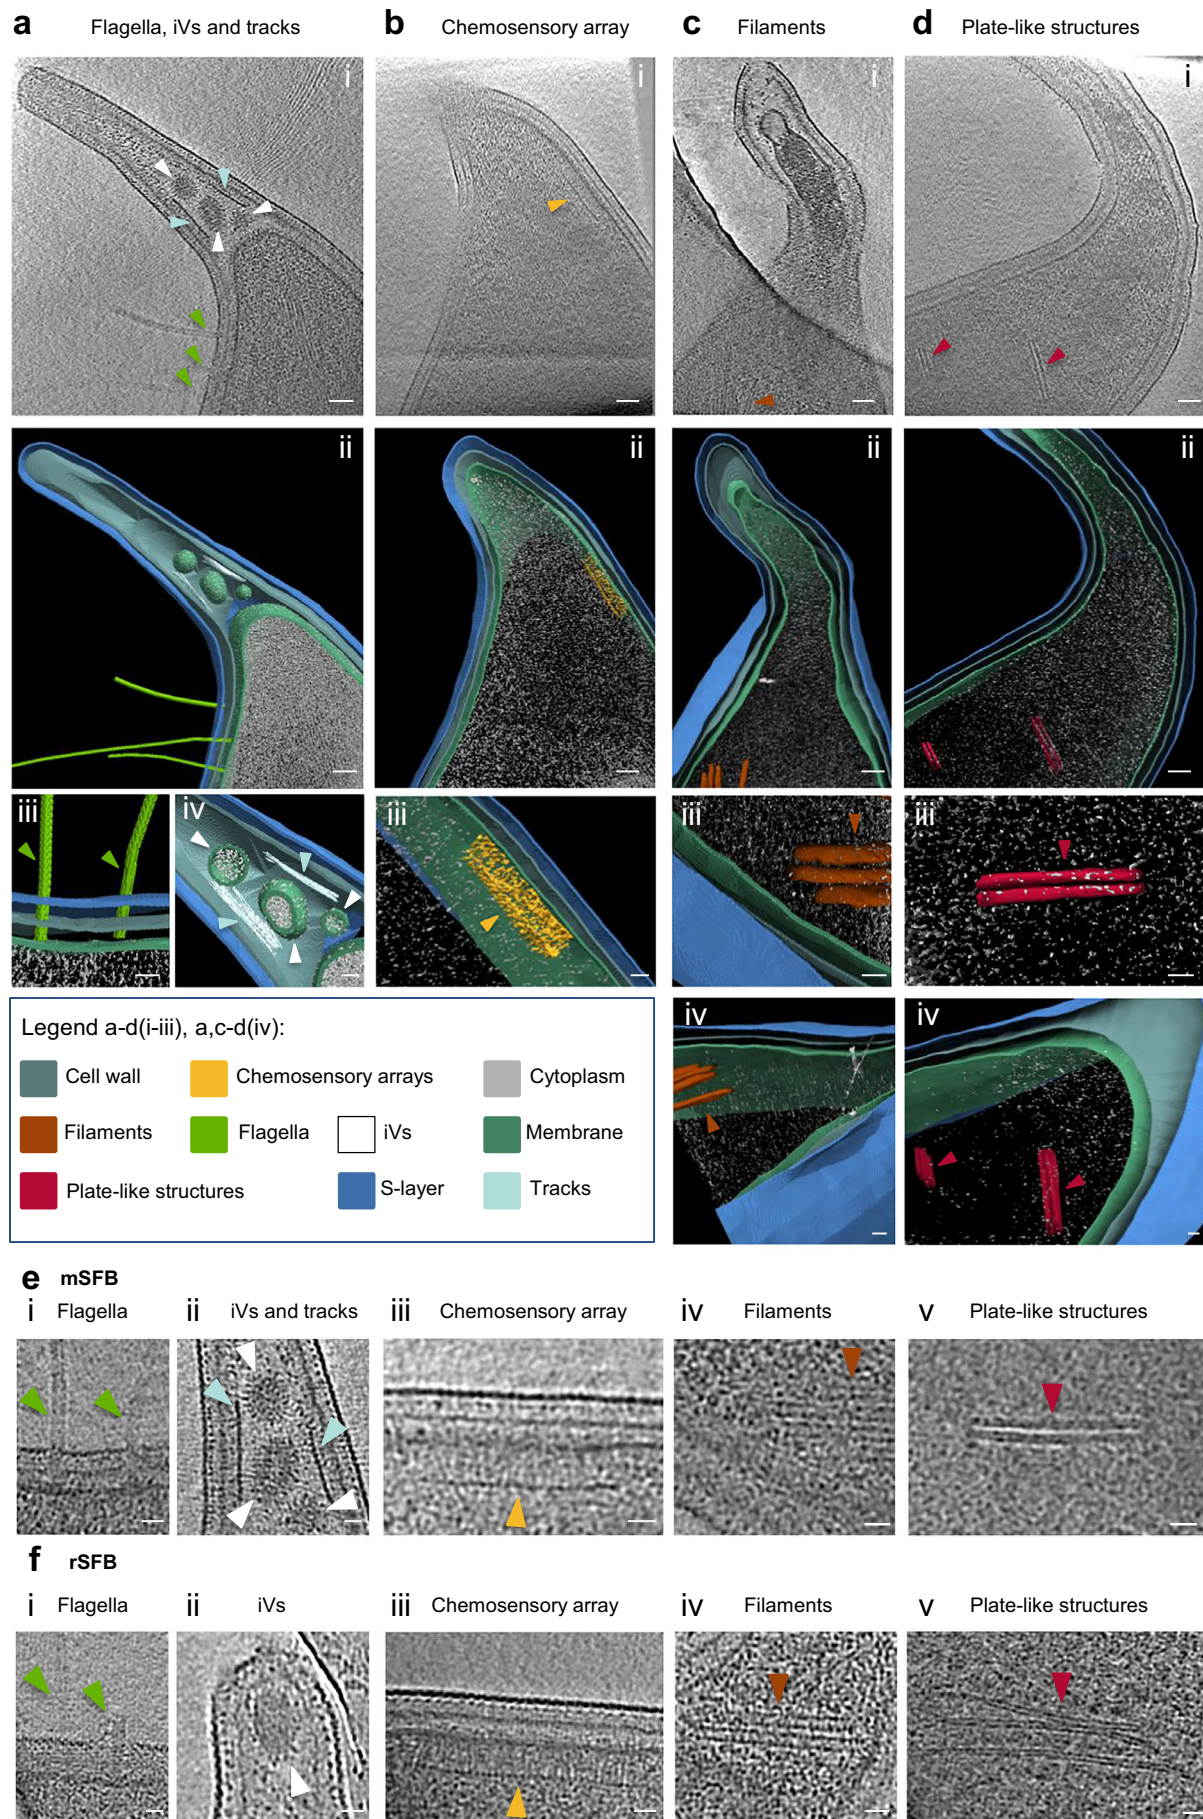 a Flagella, iVs and tracks b Chemosensory array c Filaments d Plate-like structures
i i i i
ii ii ii ii
iii iv iii iii iii
Legend a-d(i-iii), a,c-d(iv):
Cell wall Chemosensory arrays Cytoplasm
Filaments Flagella iVs Membrane
Plate-like structures S-layer Tracks
iv iv
e mSFB
i Flagella ii iVs and tracks iii Chemosensory array iv Filaments v Plate-like structures
f rSFB
i Flagella ii iVs iii Chemosensory array iv Filaments v Plate-like structures